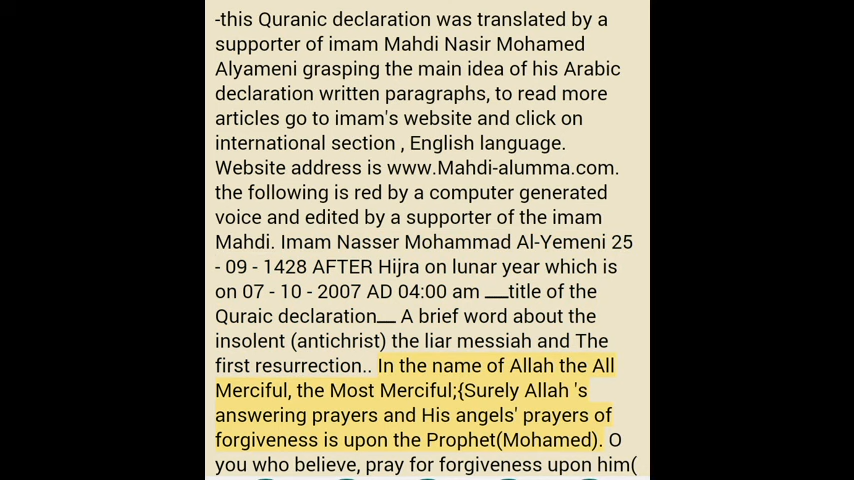 -this Quranic declaration was translated by a
supporter of imam Mahdi Nasir Mohamed
Alyameni grasping the main idea of his Arabic
declaration written paragraphs, to read more
articles go to imam's website and click on
international section , English language.
Website address is www.Mahdi-alumma.com.
the following is red by a computer generated
voice and edited by a supporter of the imam
Mahdi. Imam Nasser Mohammad Al-Yemeni 25
- 09 - 1428 AFTER Hijra on lunar year which is
on 07 - 10 - 2007 AD 04:00 am __title of the
Quraic declaration__ A brief word about the
insolent (antichrist) the liar messiah and The
first resurrection.. In the name of Allah the All
Merciful, the Most Merciful;{Surely Allah 's
answering prayers and His angels' prayers of
forgiveness is upon the Prophet(Mohamed). O
you who believe, pray for forgiveness upon him(